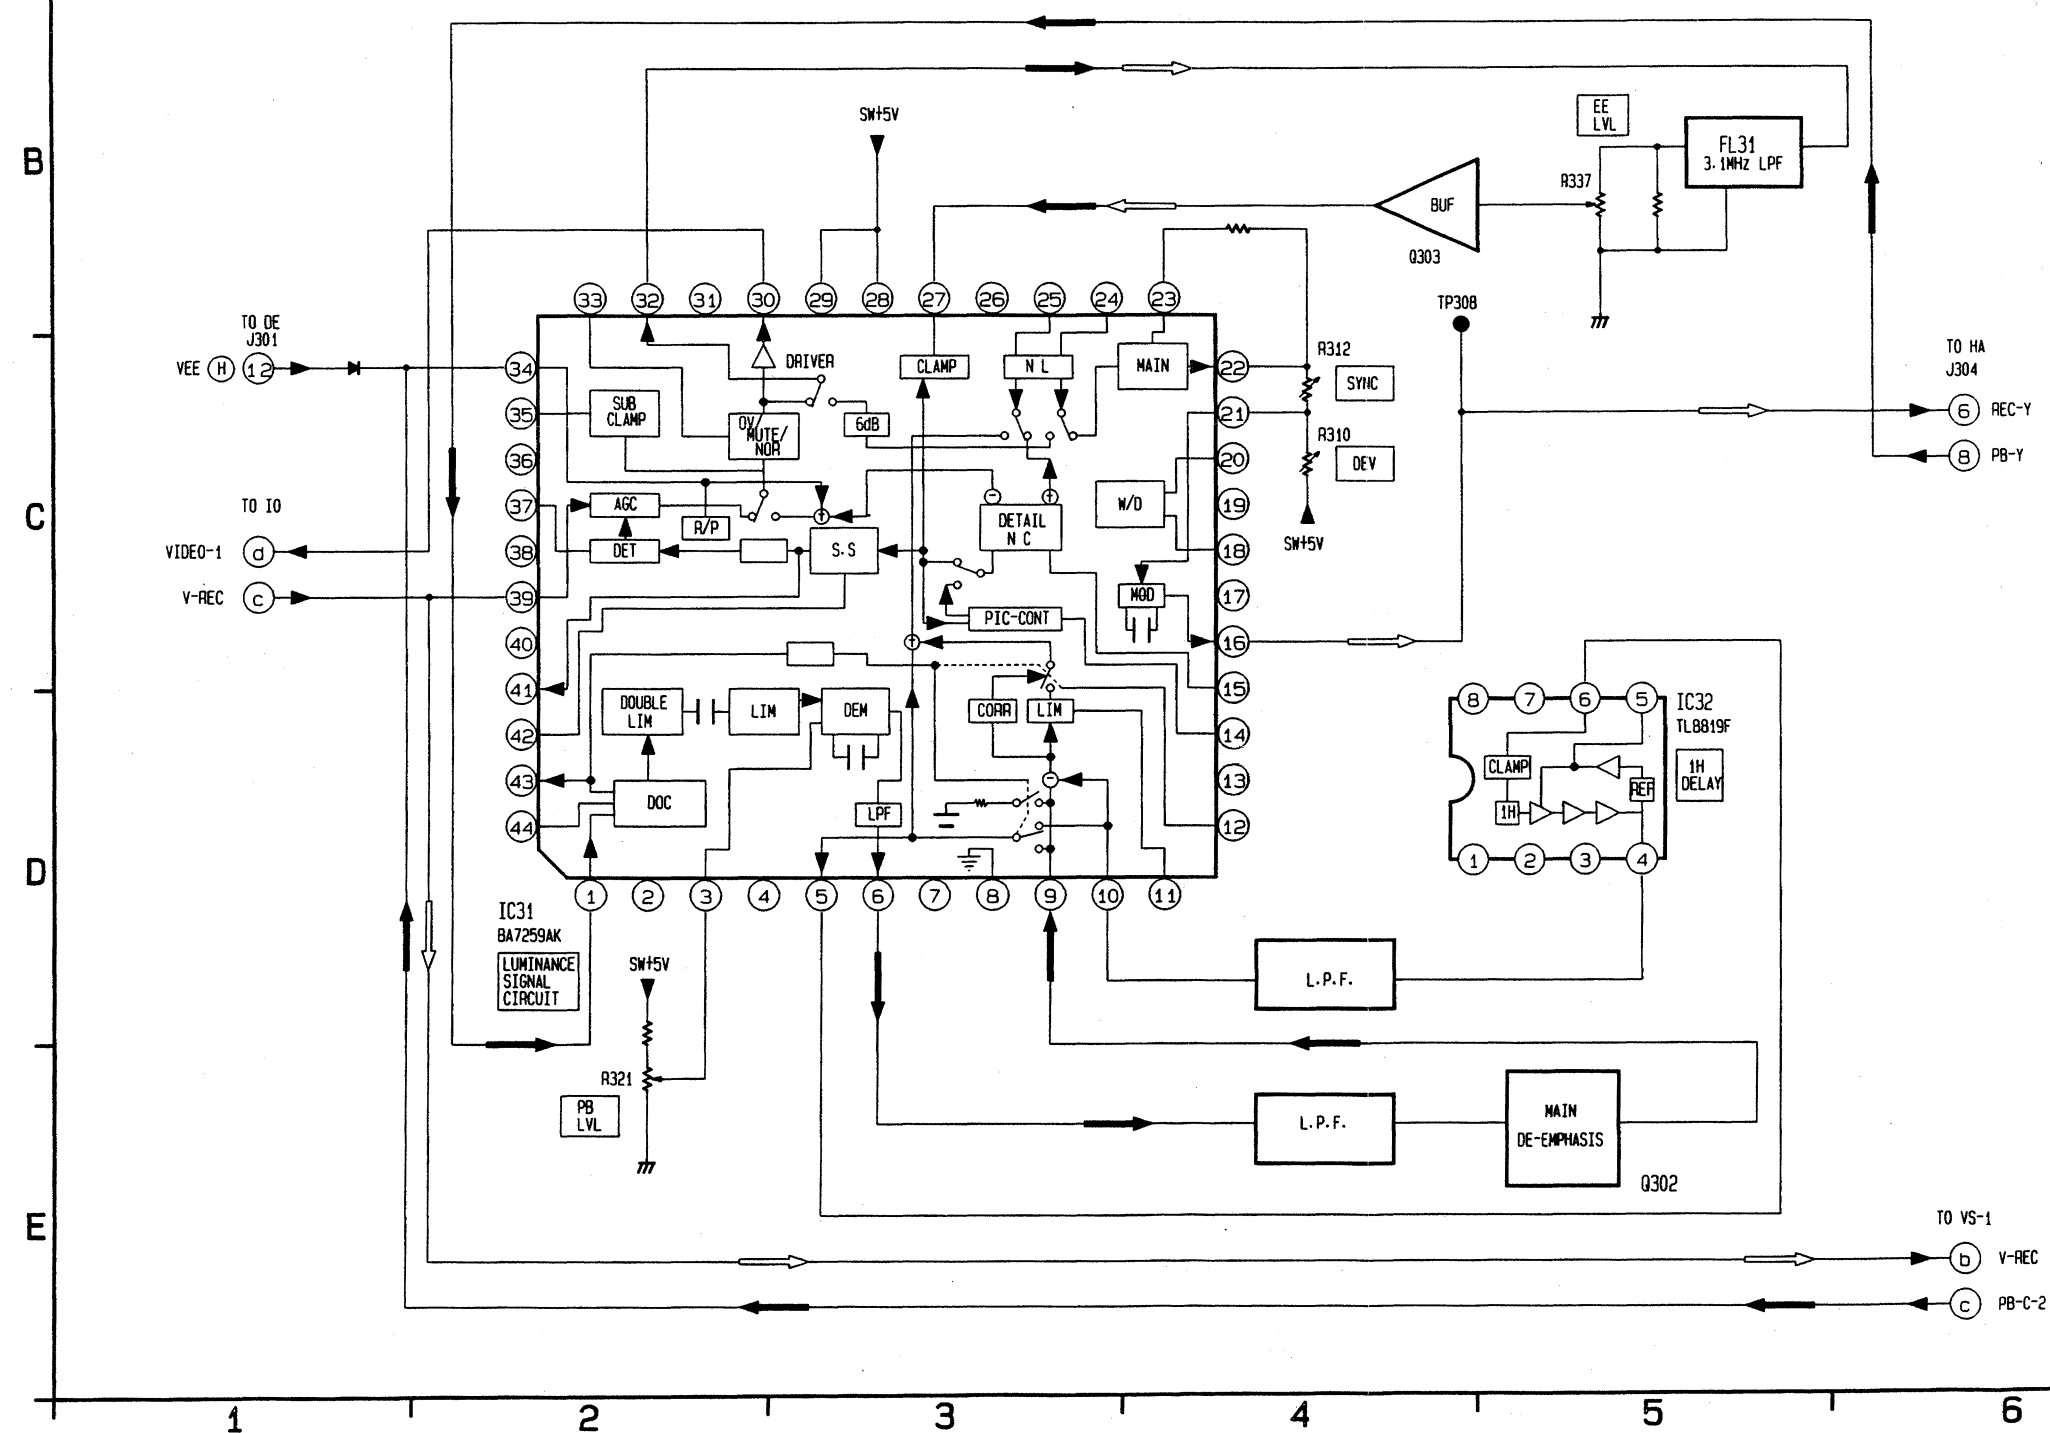 B
C
D
E
1
2
3
4
5
6
SW+5V
EE
LVL
FL31
3.1MHz LPF
R337
BUF
Q303
TP308
33
32
31
30
29
28
27
26
25
24
23
TO DE
J301
VEE
H
12
34
35
36
37
38
39
40
41
42
43
44
TO IO
VIDEO-1
d
V-REC
c
DRIVER
CLAMP
NL
MAIN
SUB
CLAMP
OV/
MUTE/
NOR
6dB
AGC
R/P
DET
S.S
+
-
+
DETAIL
NC
W/D
MOD
PIC-CONT
+
DOUBLE
LIM
LIM
DEM
CORR
LIM
-
DOC
LPF
22
21
20
19
18
17
16
15
14
13
12
R312
SYNC
R310
DEV
SW+5V
TO HA
J304
6
REC-Y
8
PB-Y
8
7
6
5
IC32
TL8819F
CLAMP
1H
REF
1H
DELAY
1
2
3
4
1
2
3
4
5
6
7
8
9
10
11
IC31
BA7259AK
LUMINANCE
SIGNAL
CIRCUIT
SW+5V
R321
PB
LVL
L.P.F.
L.P.F.
MAIN
DE-EMPHASIS
Q302
TO VS-1
b
V-REC
c
PB-C-2